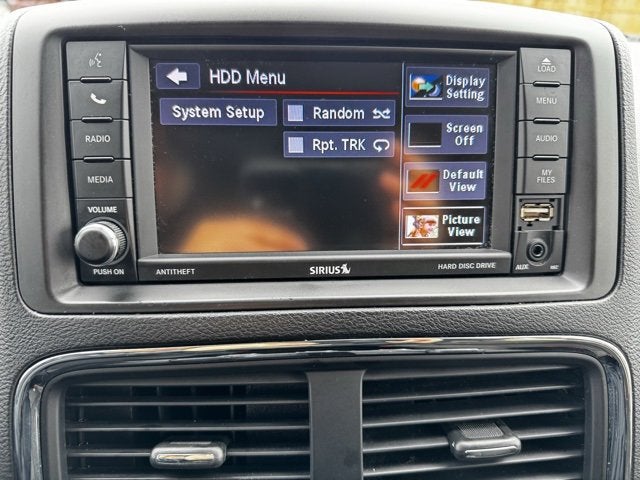 HDD Menu
System Setup
Random
Rpt. TRK
Display
Setting
Screen
Off
Default
View
Picture
View
RADIO
MEDIA
VOLUME
PUSH ON
LOAD
MENU
AUDIO
MY
FILES
AUX
ANTITHEFT
SIRIUS
HARD DISC DRIVE